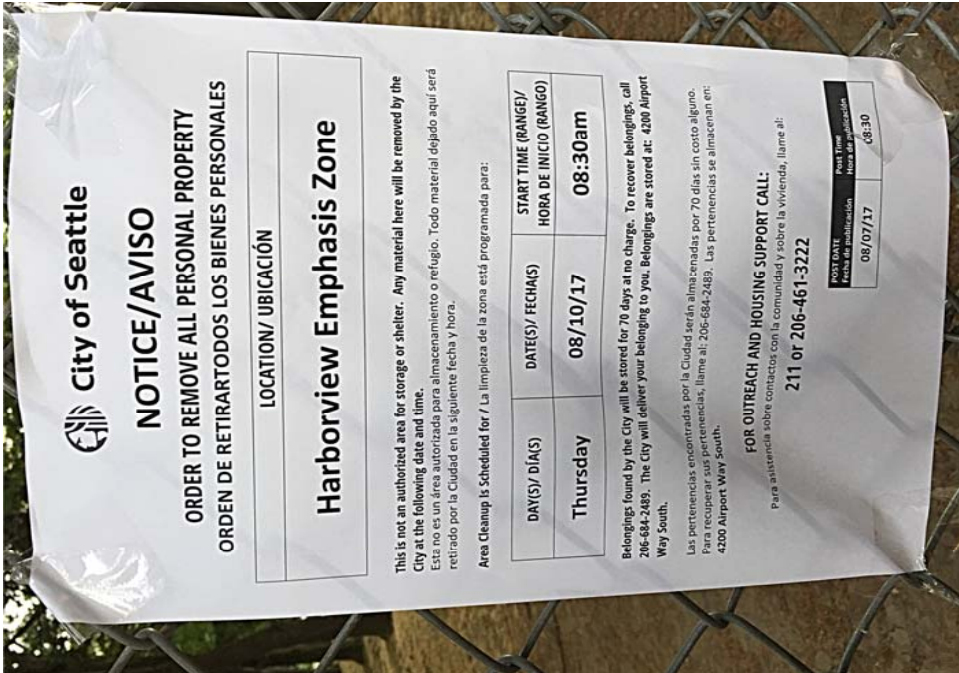 City of Seattle
NOTICE/AVISO
ORDER TO REMOVE ALL PERSONAL PROPERTY
ORDEN DE RETIRARTODOS LOS BIENES PERSONALES
LOCATION/ UBICACIÓN
Harborview Emphasis Zone
This is not an authorized area for storage or shelter. Any material here will be removed by the
City at the following date and time.
Esta no es un área autorizada para almacenamiento o refugio. Todo material dejado aquí será
retirado por la Ciudad en la siguiente fecha y hora.
Area Cleanup Is Scheduled for / La limpieza de la zona está programada para:
DAY(S)/ DÍA(S) DATE(S)/ FECHA(S) START TIME (RANGE)/
HORA DE INICIO (RANGO)
Thursday 08/10/17 08:30am
Belongings found by the City will be stored for 70 days at no charge. To recover belongings, call
206-684-2489. The City will deliver your belonging to you. Belongings are stored at: 4200 Airport
Way South.
Las pertenencias encontradas por la Ciudad serán almacenadas por 70 días sin costo alguno.
Para recuperar sus pertenencias, llame al: 206-684-2489. Las pertenencias se almacenan en:
4200 Airport Way South.
FOR OUTREACH AND HOUSING SUPPORT CALL:
Para asistencia sobre contactos con la comunidad y sobre la vivienda, llame al:
211 or 206-461-3222
POST DATE Post Time
Fecha de publicación Hora de publicación
08/07/17 08:30